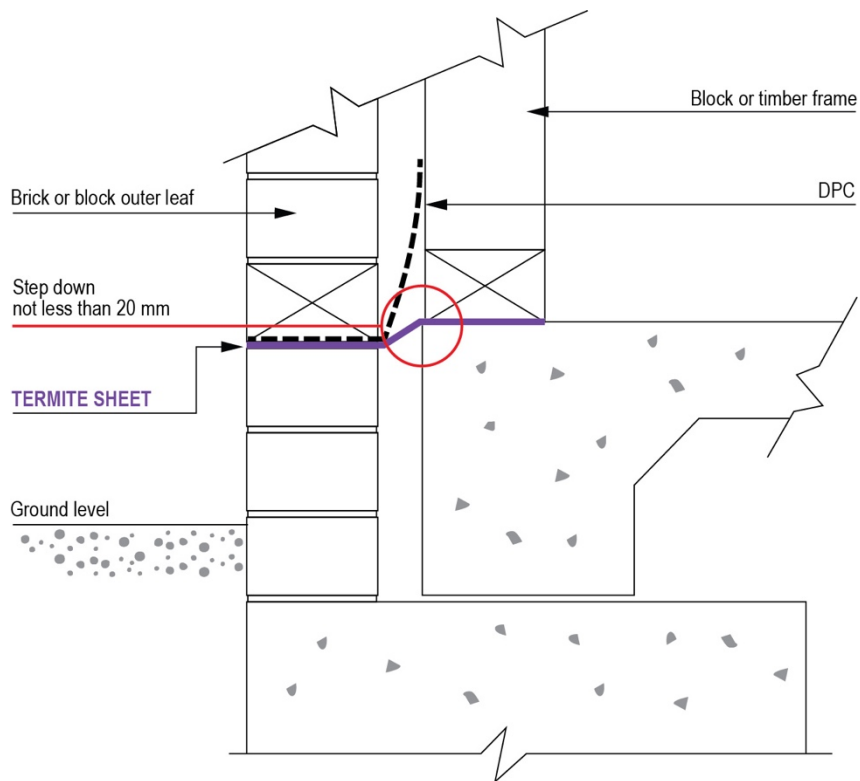 Block or timber frame
Brick or block outer leaf
DPC
Step down
not less than 20 mm
TERMITE SHEET
Ground level